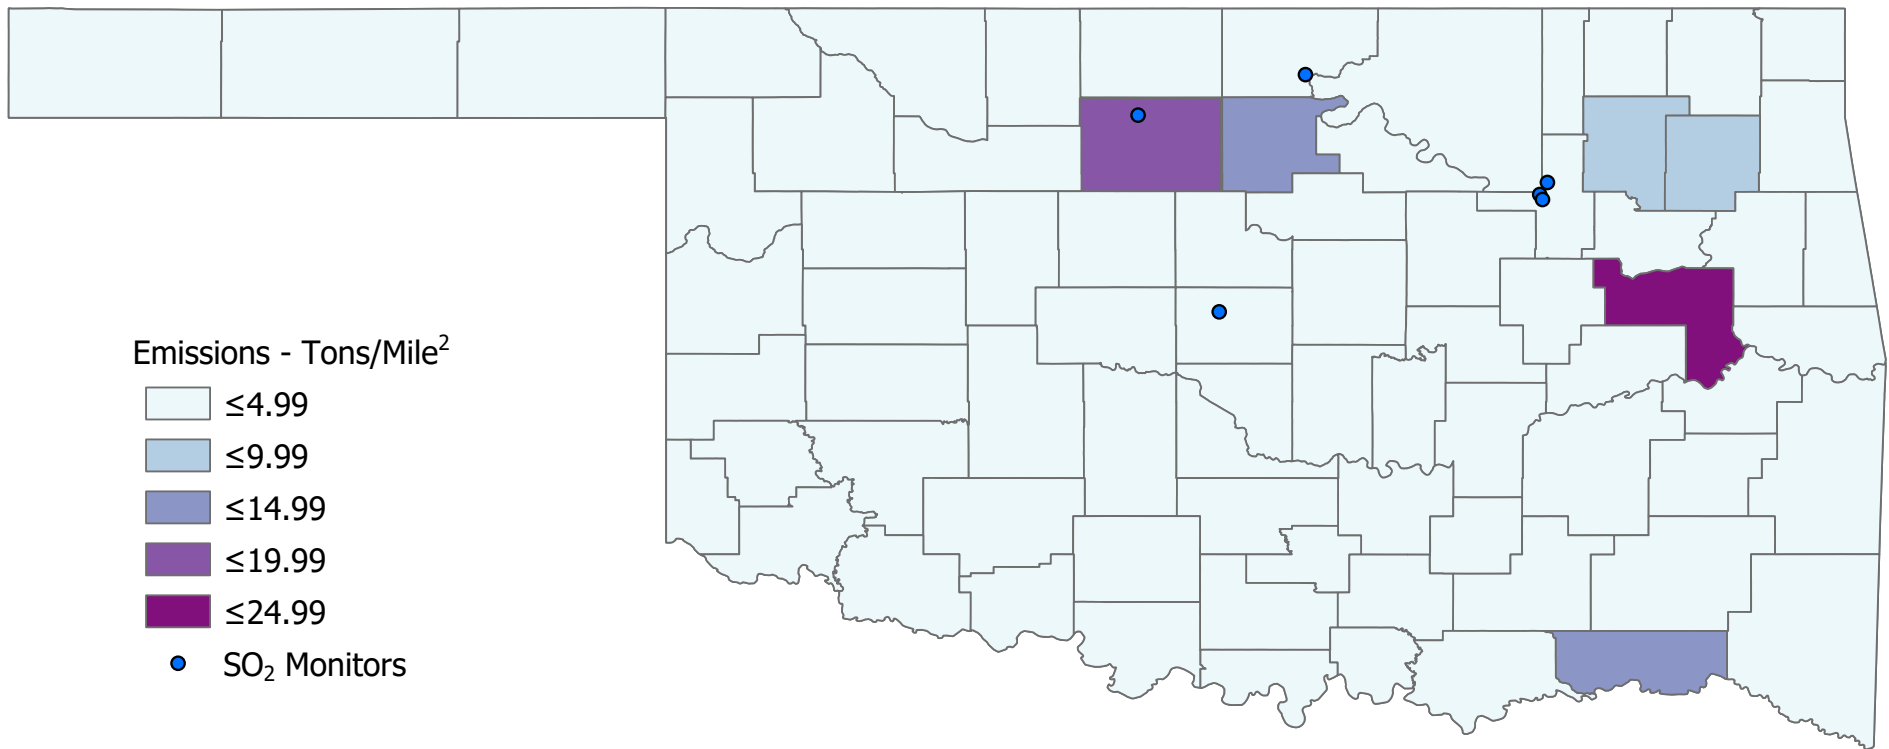 Emissions - Tons/Mile²
≤4.99
≤9.99
≤14.99
≤19.99
≤24.99
SO₂ Monitors